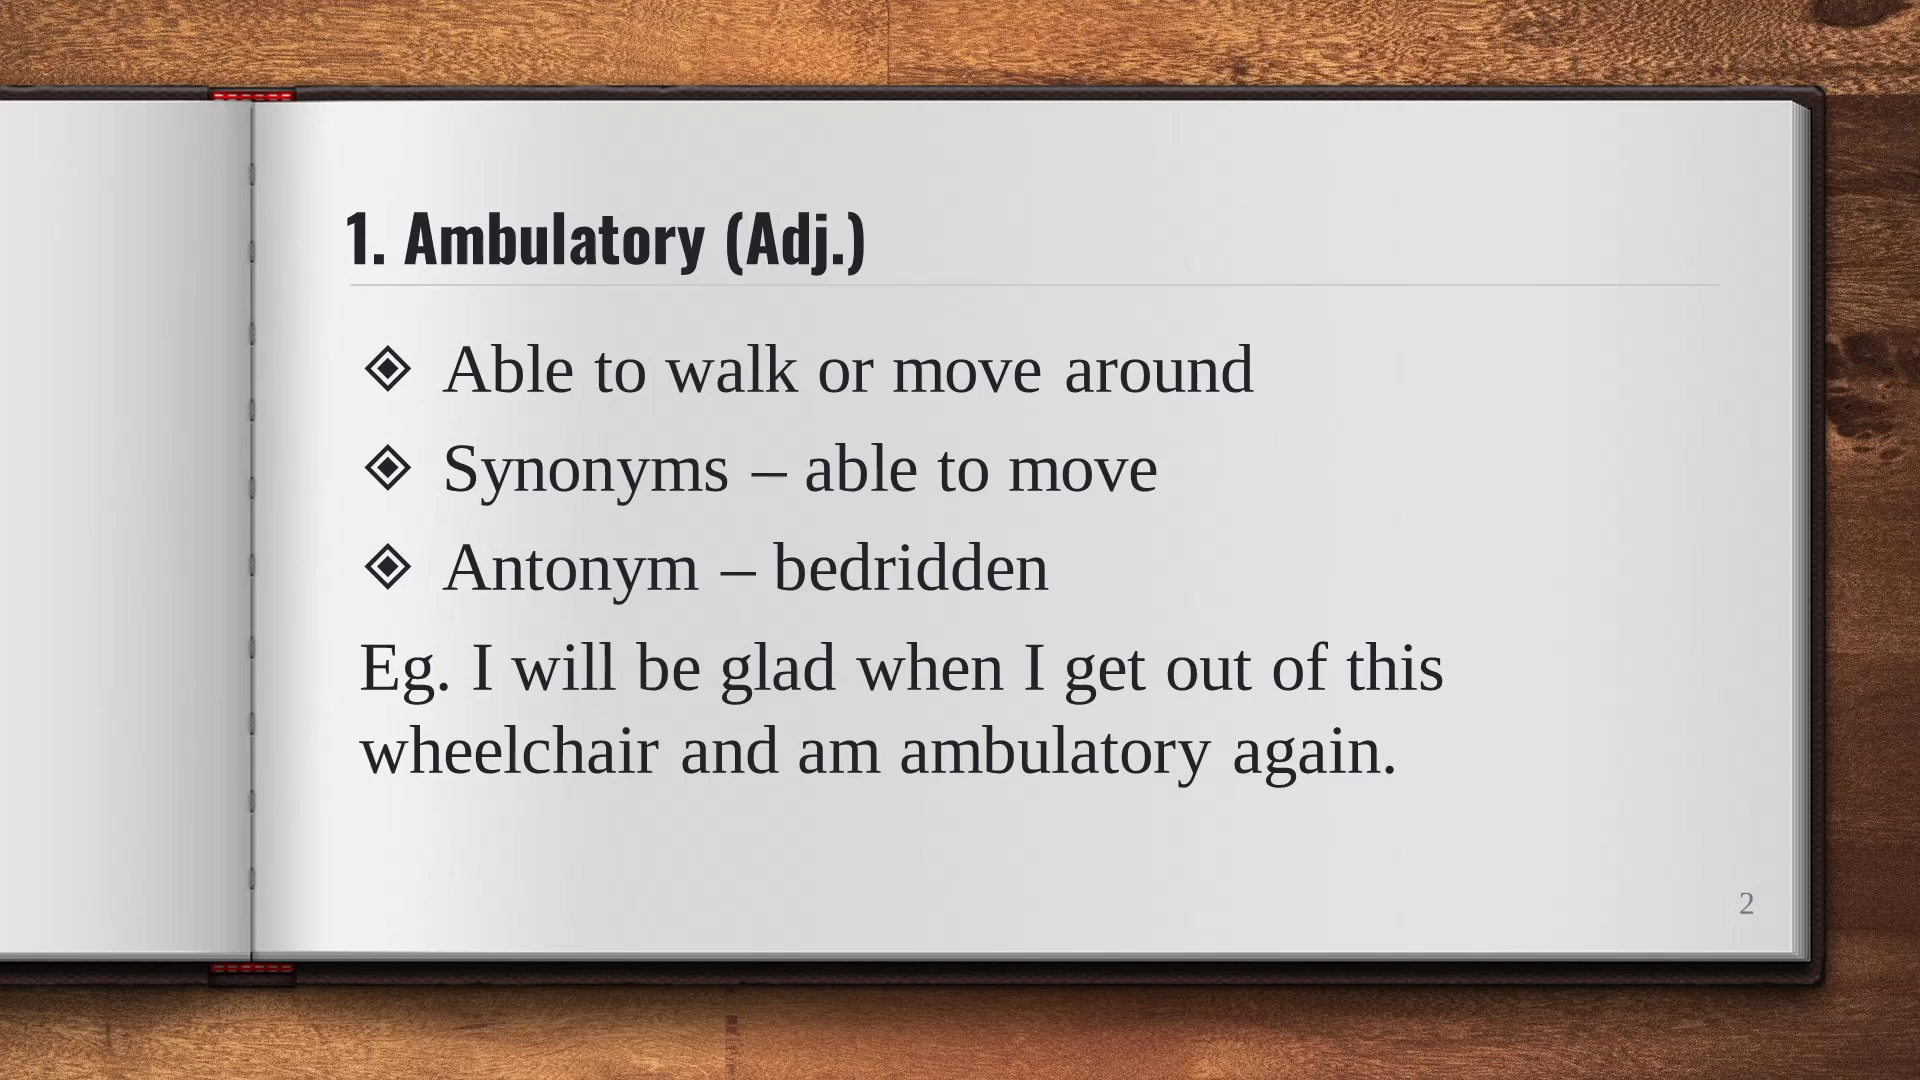 1. Ambulatory (Adj.)
Able to walk or move around
Synonyms – able to move
Antonym – bedridden
Eg. I will be glad when I get out of this
wheelchair and am ambulatory again.
2